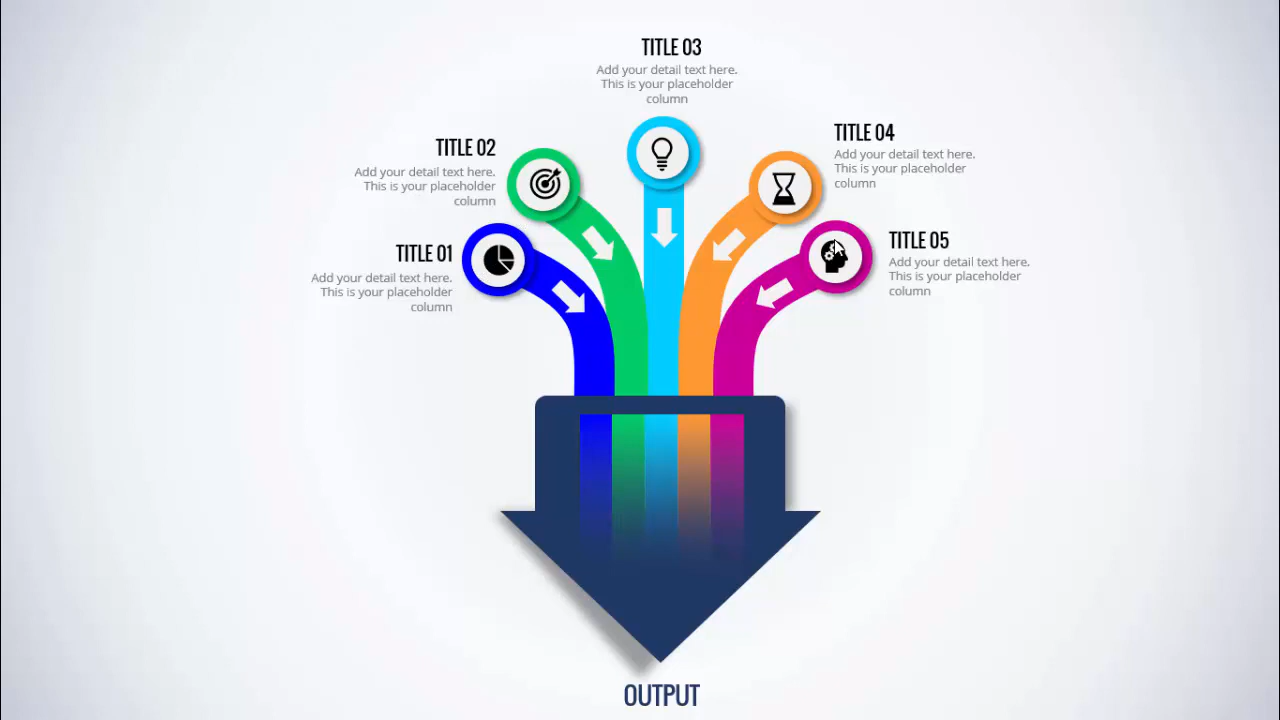 TITLE 03
Add your detail text here.
This is your placeholder
column
TITLE 02
Add your detail text here.
This is your placeholder
column
TITLE 04
Add your detail text here.
This is your placeholder
column
TITLE 01
Add your detail text here.
This is your placeholder
column
TITLE 05
Add your detail text here.
This is your placeholder
column
OUTPUT